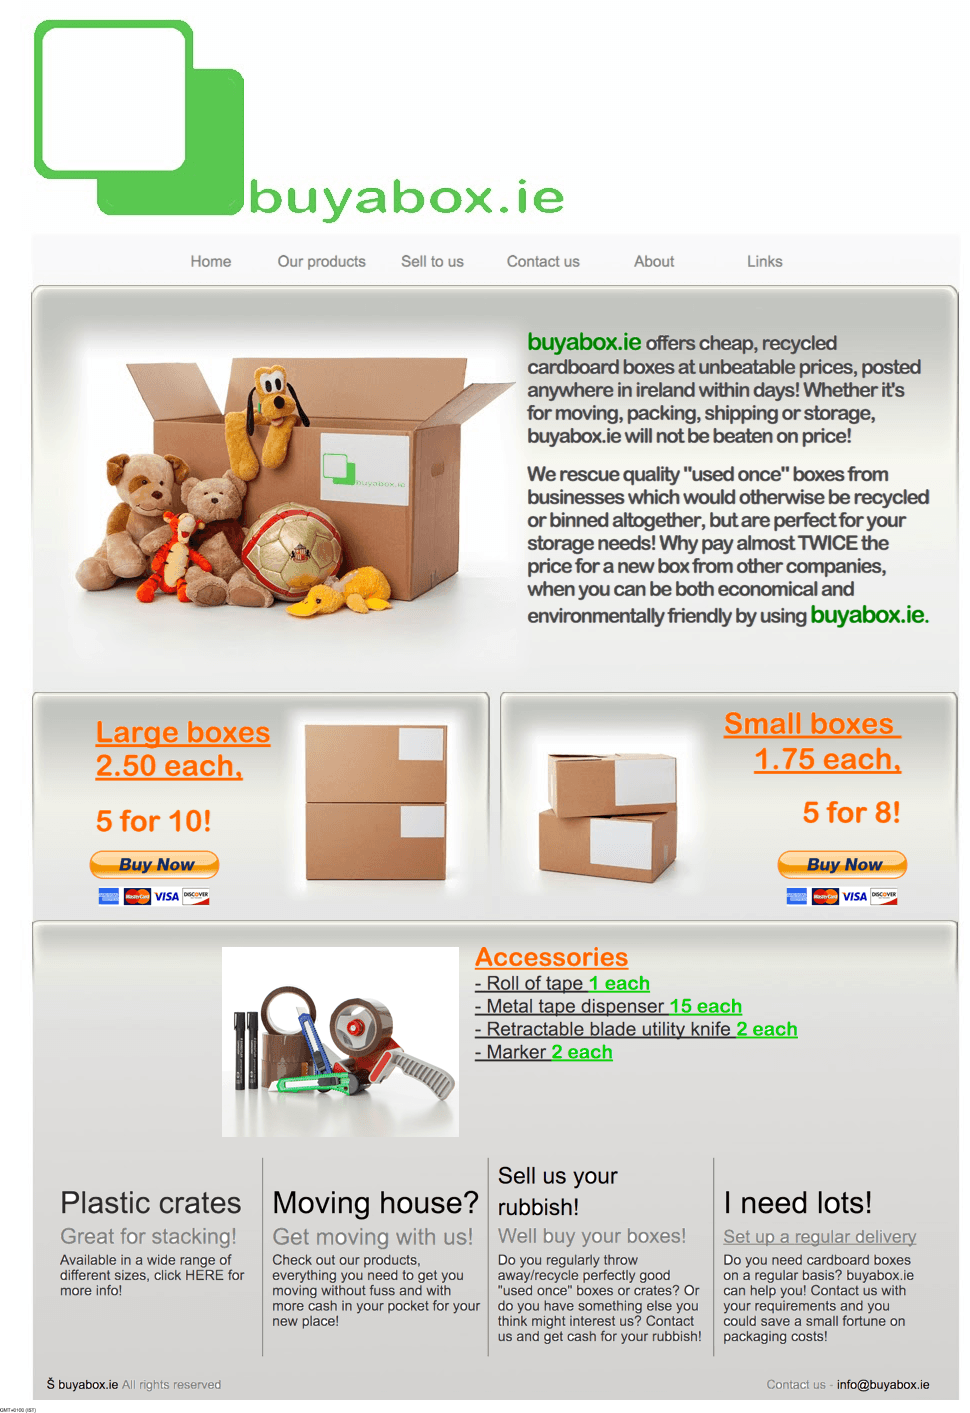 buyabox.ie
Home Our products Sell to us Contact us About Links
buyabox.ie
buyabox.ie offers cheap, recycled
cardboard boxes at unbeatable prices, posted
anywhere in ireland within days! Whether it's
for moving, packing, shipping or storage,
buyabox.ie will not be beaten on price!
We rescue quality "used once" boxes from
businesses which would otherwise be recycled
or binned altogether, but are perfect for your
storage needs! Why pay almost TWICE the
price for a new box from other companies,
when you can be both economical and
environmentally friendly by using buyabox.ie.
Large boxes
2.50 each,
5 for 10!
Buy Now
MasterCard VISA DISCOVER
Small boxes
1.75 each,
5 for 8!
Buy Now
MasterCard VISA DISCOVER
Accessories
- Roll of tape 1 each
- Metal tape dispenser 15 each
- Retractable blade utility knife 2 each
- Marker 2 each
Plastic crates
Great for stacking!
Available in a wide range of
different sizes, click HERE for
more info!
Moving house?
Get moving with us!
Check out our products,
everything you need to get you
moving without fuss and with
more cash in your pocket for your
new place!
Sell us your
rubbish!
Well buy your boxes!
Do you regularly throw
away/recycle perfectly good
"used once" boxes or crates? Or
do you have something else you
think might interest us? Contact
us and get cash for your rubbish!
I need lots!
Set up a regular delivery
Do you need cardboard boxes
on a regular basis? buyabox.ie
can help you! Contact us with
your requirements and you
could save a small fortune on
packaging costs!
Š buyabox.ie All rights reserved
Contact us - info@buyabox.ie
GMT+0100 (IST)